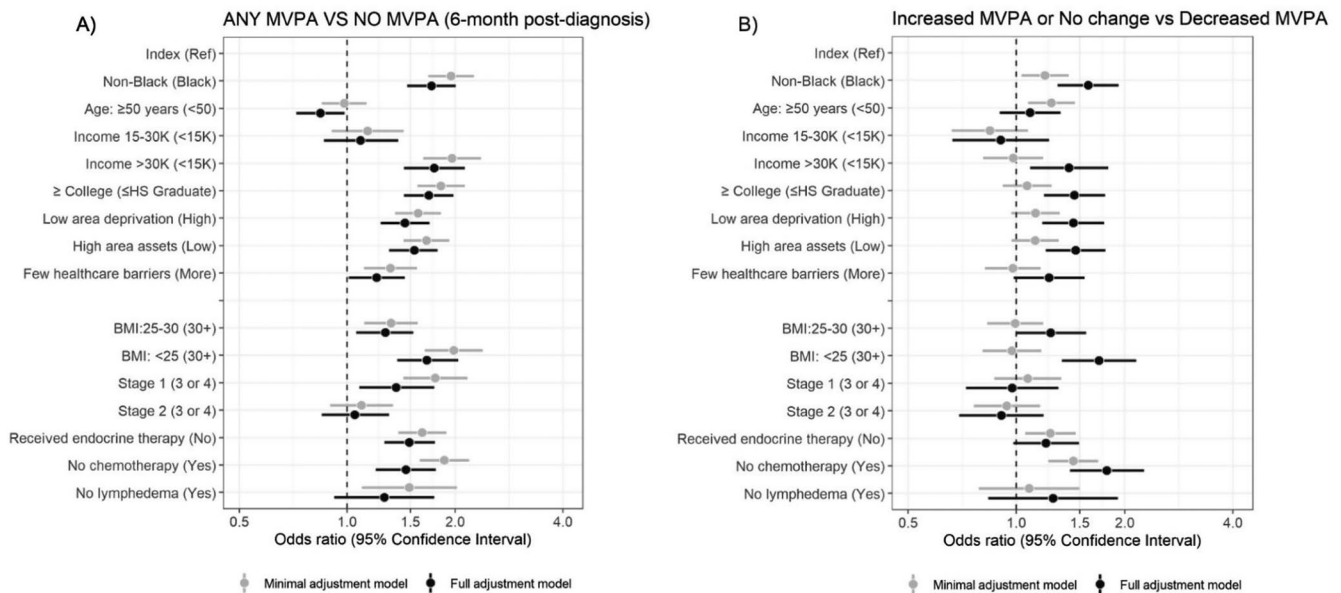 A)
ANY MVPA VS NO MVPA (6-month post-diagnosis)
Index (Ref)
Non-Black (Black)
Age: ≥50 years (<50)
Income 15-30K (<15K)
Income >30K (<15K)
≥ College (≤HS Graduate)
Low area deprivation (High)
High area assets (Low)
Few healthcare barriers (More)
BMI:25-30 (30+)
BMI: <25 (30+)
Stage 1 (3 or 4)
Stage 2 (3 or 4)
Received endocrine therapy (No)
No chemotherapy (Yes)
No lymphedema (Yes)
0.5 1.0 1.5 2.0 4.0
Odds ratio (95% Confidence Interval)
Minimal adjustment model Full adjustment model
B)
Increased MVPA or No change vs Decreased MVPA
Index (Ref)
Non-Black (Black)
Age: ≥50 years (<50)
Income 15-30K (<15K)
Income >30K (<15K)
≥ College (≤HS Graduate)
Low area deprivation (High)
High area assets (Low)
Few healthcare barriers (More)
BMI:25-30 (30+)
BMI: <25 (30+)
Stage 1 (3 or 4)
Stage 2 (3 or 4)
Received endocrine therapy (No)
No chemotherapy (Yes)
No lymphedema (Yes)
0.5 1.0 1.5 2.0 4.0
Odds ratio (95% Confidence Interval)
Minimal adjustment model Full adjustment model